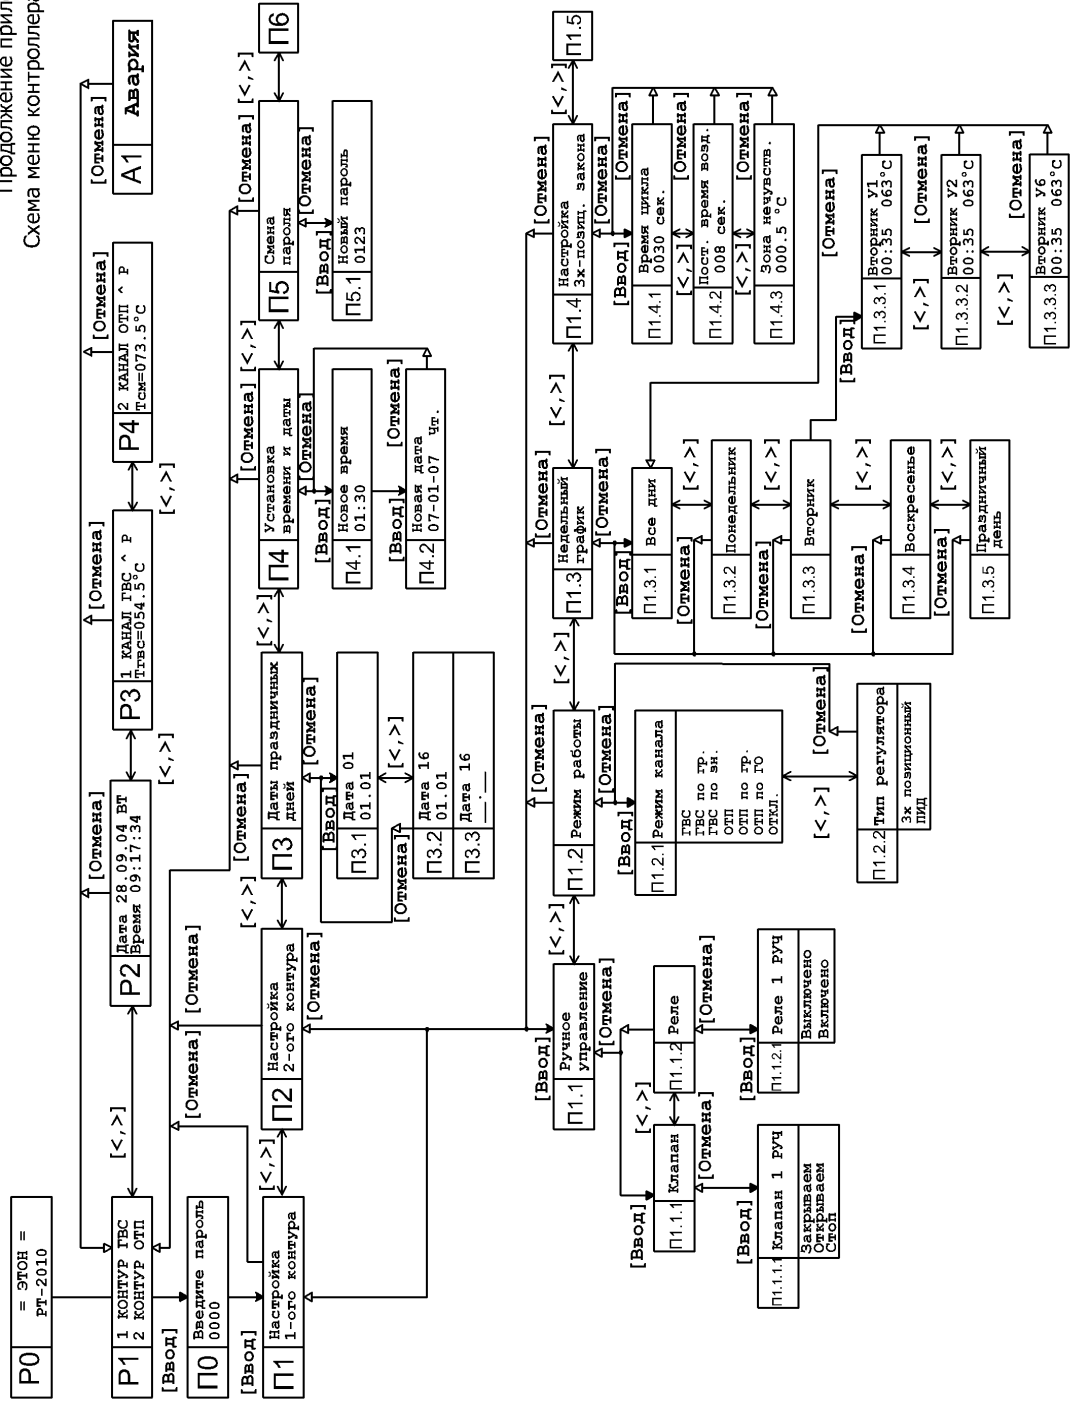 Продолжение прил
Схема меню контроллера
P0
= ЭТОН =
РТ-2010
P1
1 КОНТУР ГВС
2 КОНТУР ОТП
[<,>]
P2
Дата 28.09.04 ВТ
Время 09:17:34
[Отмена]
[<,>]
P3
1 КАНАЛ ГВС ^ Р
Тгвс=054.5°С
[Отмена]
[<,>]
P4
2 КАНАЛ ОТП ^ Р
Тсм=073.5°С
[Отмена]
А1
Авария
[Отмена]
[Ввод]
П0
Введите пароль
0000
[Отмена]
[Отмена]
[Ввод]
П1
Настройка
1-ого контура
[<,>]
П2
Настройка
2-ого контура
[Отмена]
[<,>]
[Отмена]
П3
Даты праздничных
дней
[Отмена]
[<,>]
[Отмена]
П4
Установка
времени и даты
[Отмена]
[<,>]
[Отмена]
П5
Смена
пароля
[Отмена]
[<,>]
П6
[Ввод]
П3.1
Дата 01
01.01
[<,>]
[Отмена]
П3.2
Дата 16
01.01
П3.3
Дата 16
__.__
[Ввод]
П4.1
Новое время
01:30
[Ввод]
[Отмена]
П4.2
Новая дата
07-01-07 Чт.
[Ввод]
П5.1
Новый пароль
0123
[Ввод]
П1.1
Ручное
управление
[Отмена]
[<,>]
[Отмена]
П1.2
Режим работы
[Отмена]
[<,>]
[Отмена]
П1.3
Недельный
график
[Отмена]
[<,>]
[Отмена]
П1.4
Настройка
3х-позиц. закона
[Отмена]
[<,>]
П1.5
[Ввод]
П1.1.1
Клапан
[<,>]
П1.1.2
Реле
[Отмена]
[Отмена]
[Ввод]
П1.1.1.1
Клапан 1 РУЧ
Закрываем
Открываем
Стоп
[Ввод]
П1.1.2.1
Реле 1 РУЧ
Выключено
Включено
[Ввод]
П1.2.1
Режим канала
ГВС
ГВС по гр.
ГВС по зн.
ОТП
ОТП по гр.
ОТП по ГО
ОТКЛ.
[<,>]
[Отмена]
П1.2.2
Тип регулятора
3х позиционный
ПИД
[Ввод]
П1.3.1
Все дни
[Отмена]
[<,>]
П1.3.2
Понедельник
[Отмена]
[<,>]
П1.3.3
Вторник
[Отмена]
[<,>]
П1.3.4
Воскресенье
[Отмена]
[<,>]
П1.3.5
Праздничный
день
[Ввод]
П1.4.1
Время цикла
0030 сек.
[Отмена]
[<,>]
[Отмена]
П1.4.2
Пост. время возд.
008 сек.
[<,>]
[Отмена]
П1.4.3
Зона нечувств.
000.5 °С
[Ввод]
[Отмена]
П1.3.3.1
Вторник У1
00:35 063°С
[<,>]
[Отмена]
П1.3.3.2
Вторник У2
00:35 063°С
[<,>]
[Отмена]
П1.3.3.3
Вторник У6
00:35 063°С